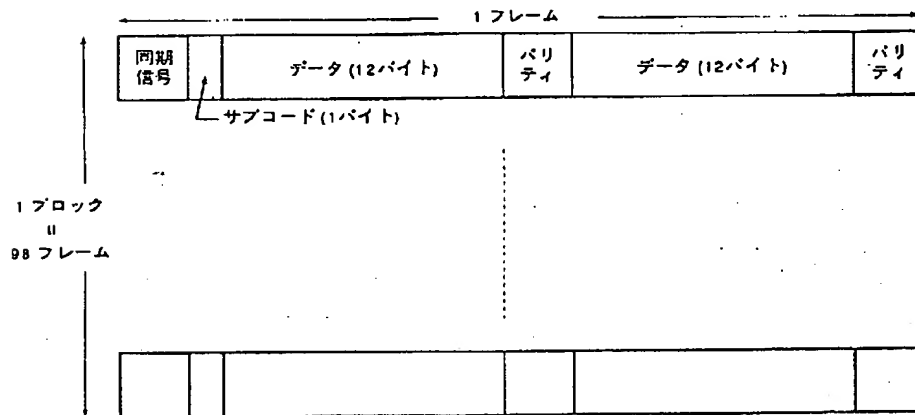 1 フレーム
同期
信号
データ (12バイト)
パリ
ティ
データ (12バイト)
パリ
ティ
サブコード (1バイト)
1 ブロック
=
98 フレーム